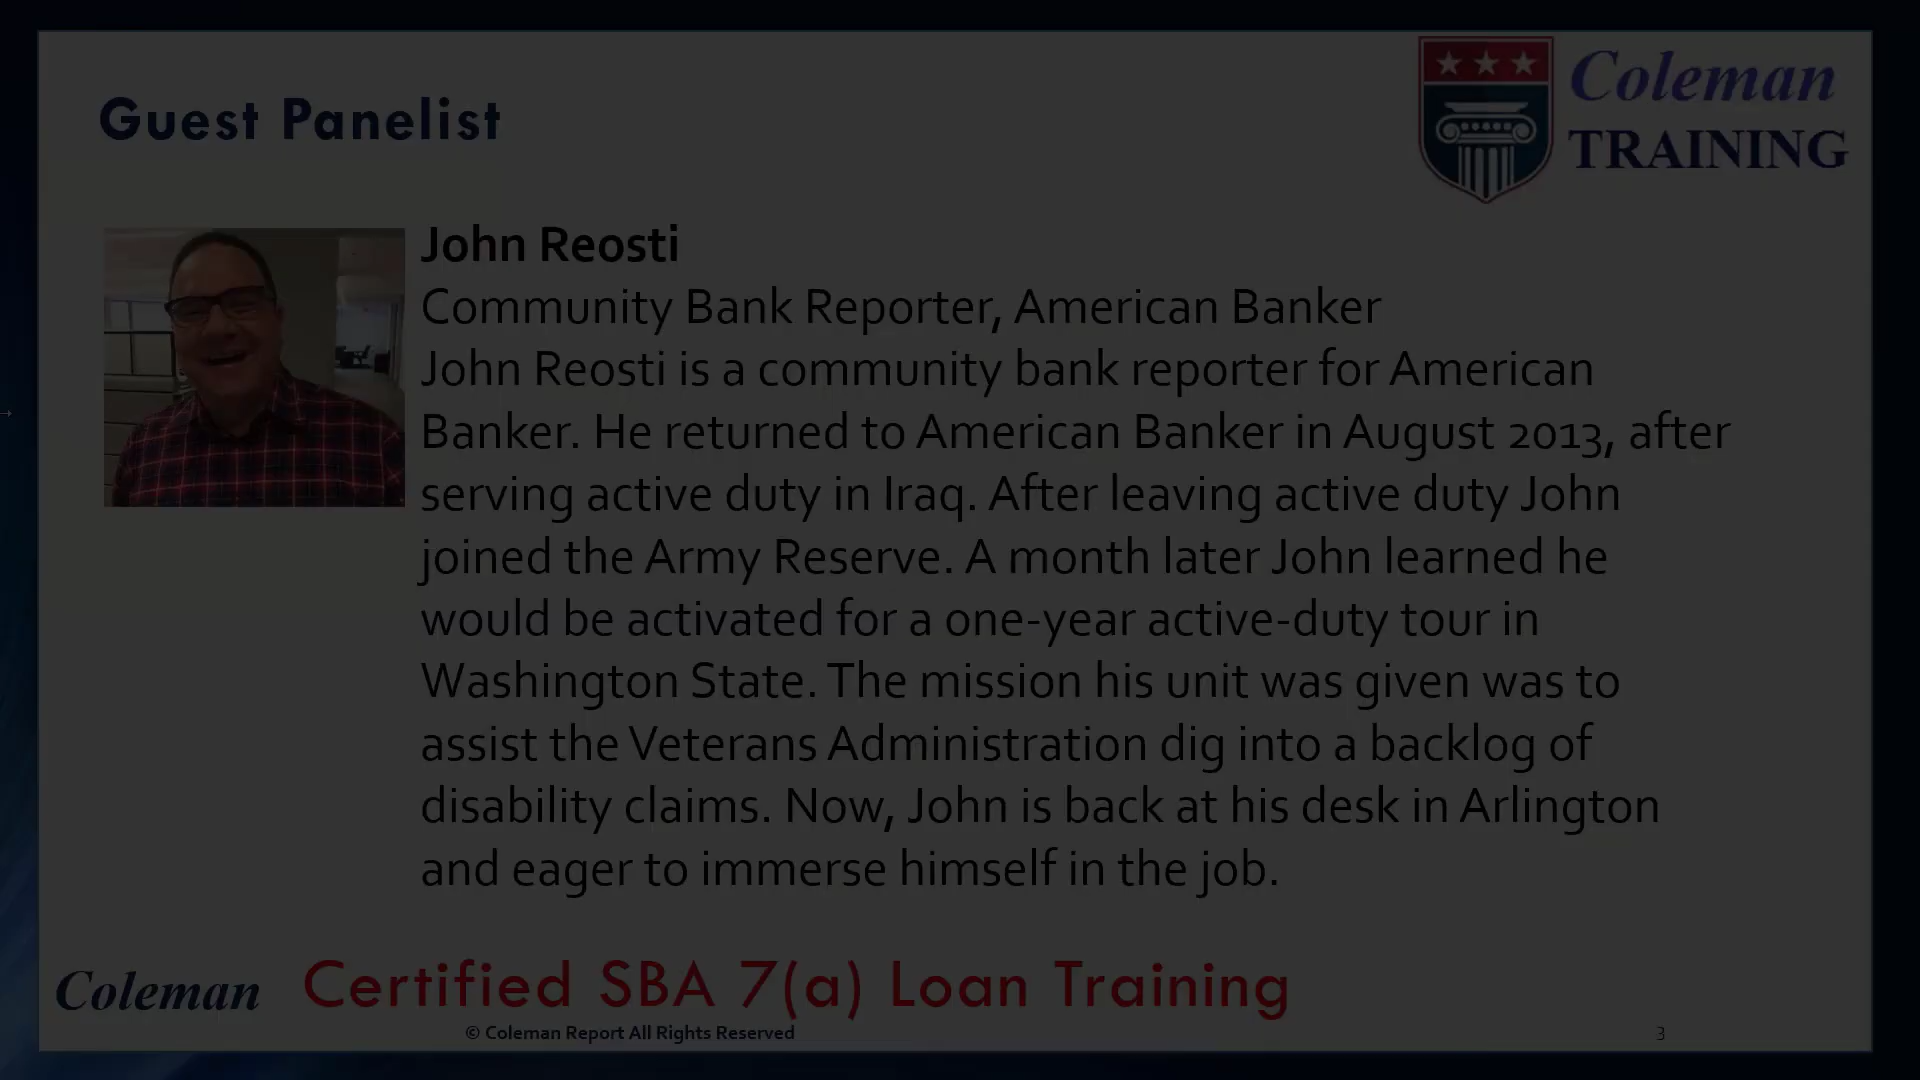 Guest Panelist
Coleman
TRAINING
John Reosti
Community Bank Reporter, American Banker
John Reosti is a community bank reporter for American
Banker. He returned to American Banker in August 2013, after
serving active duty in Iraq. After leaving active duty John
joined the Army Reserve. A month later John learned he
would be activated for a one-year active-duty tour in
Washington State. The mission his unit was given was to
assist the Veterans Administration dig into a backlog of
disability claims. Now, John is back at his desk in Arlington
and eager to immerse himself in the job.
Coleman Certified SBA 7(a) Loan Training
© Coleman Report All Rights Reserved 3